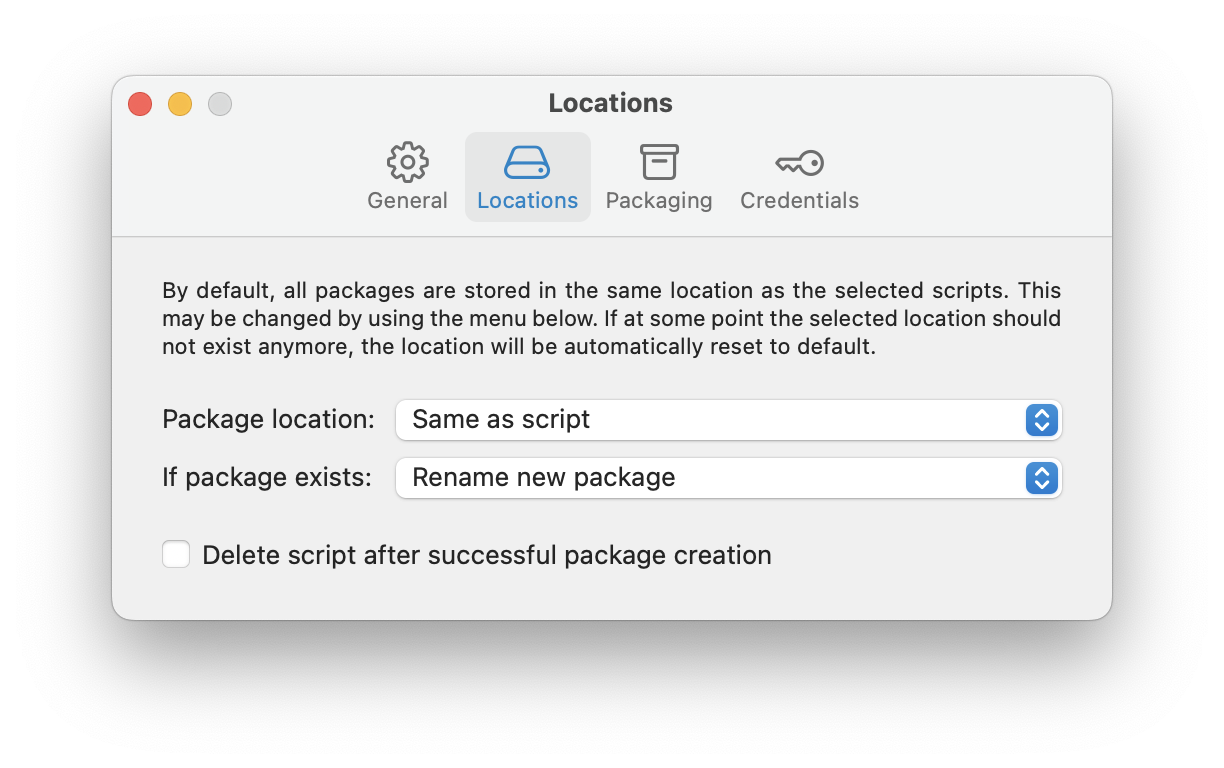 Locations
General
Locations
Packaging
Credentials
By default, all packages are stored in the same location as the selected scripts. This
may be changed by using the menu below. If at some point the selected location should
not exist anymore, the location will be automatically reset to default.
Package location: Same as script
If package exists: Rename new package
Delete script after successful package creation